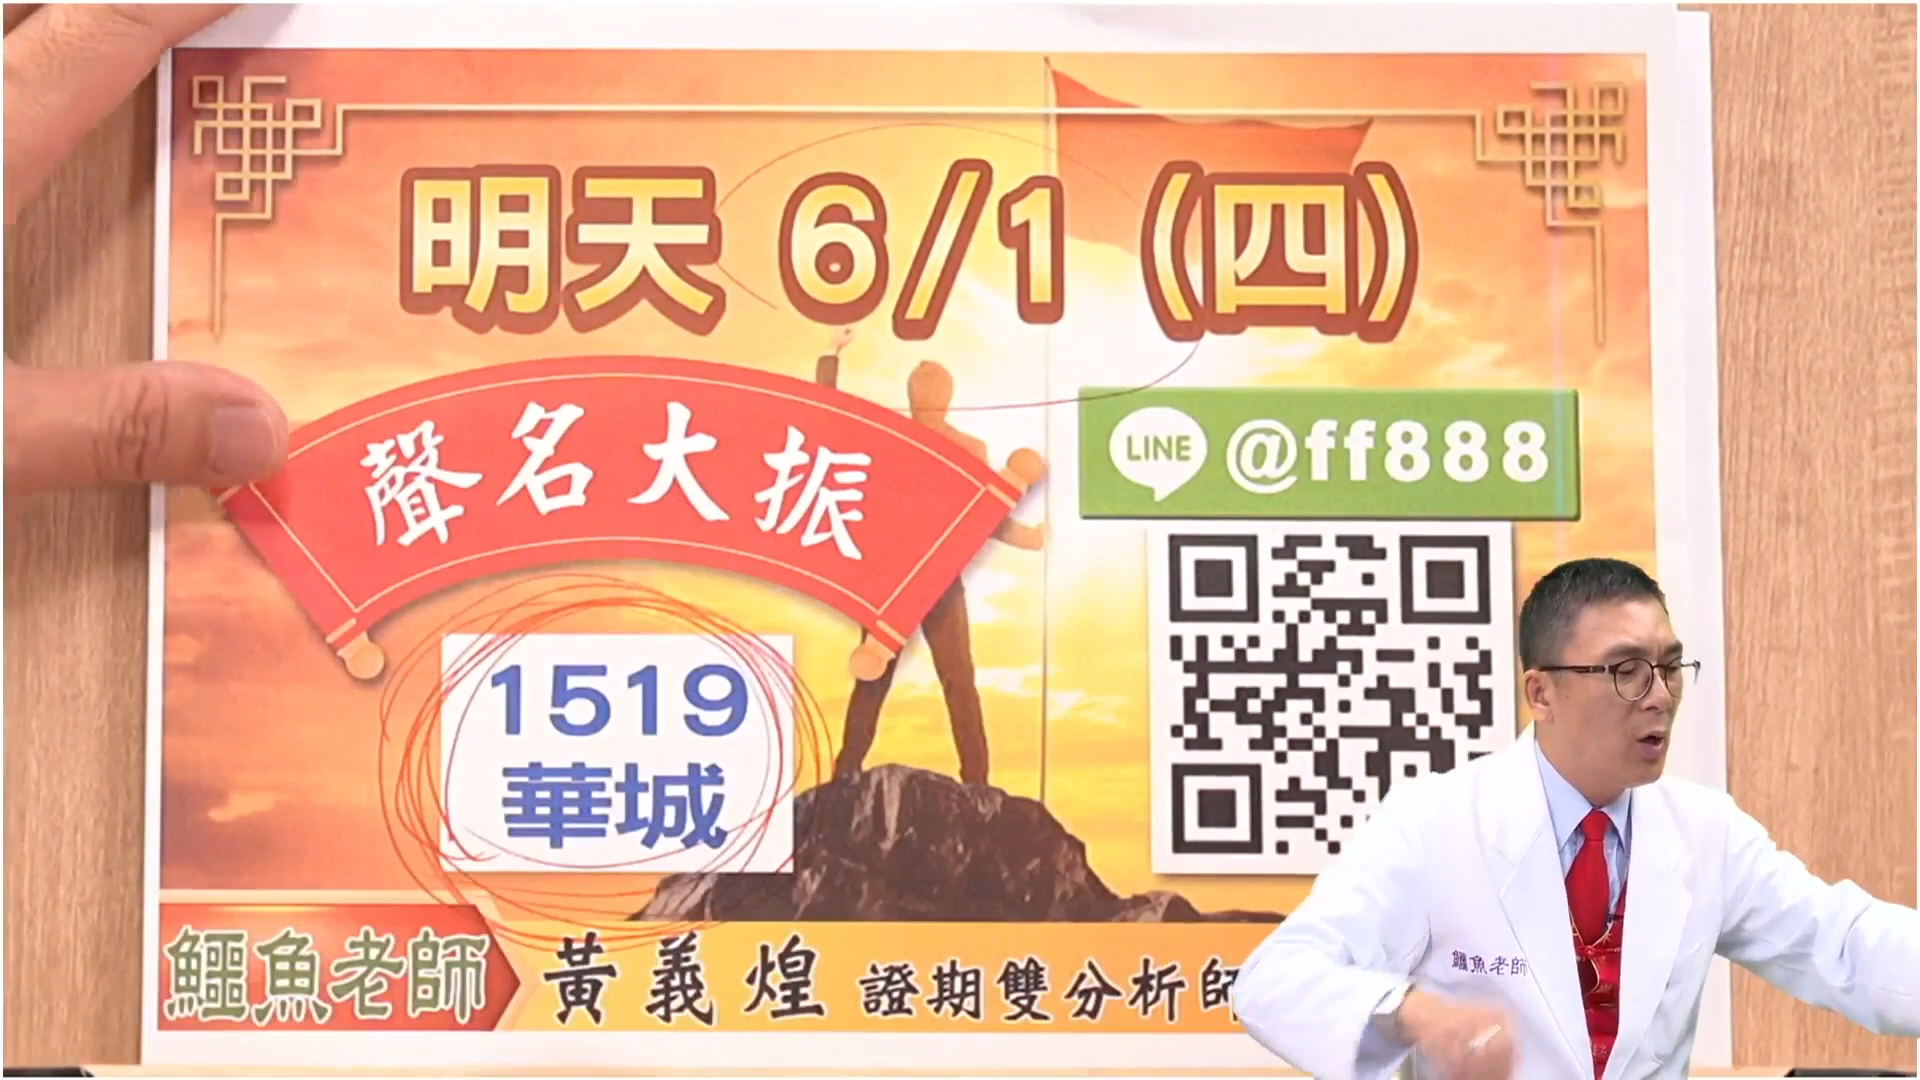 明天 6/1 (四)
聲名大振
LINE @ff888
1519
華城
鱷魚老師 黃義煌 證期雙分析師
鱷魚老師